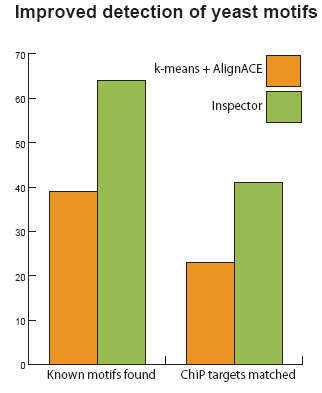 Improved detection of yeast motifs
70
60
50
40
30
20
10
0
k-means + AlignACE
Inspector
Known motifs found
ChiP targets matched